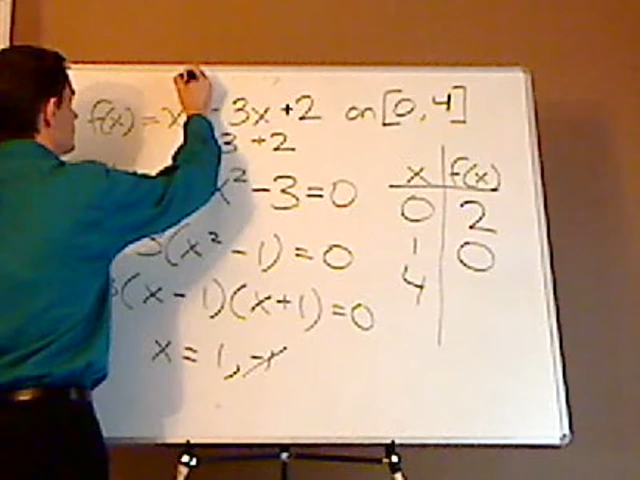 f(x) = x - 3x + 2 on [0, 4]
3 + 2
x² - 3 = 0
(x² - 1) = 0
3(x - 1)(x + 1) = 0
x = 1, -1
x f(x)
0 2
1 0
4